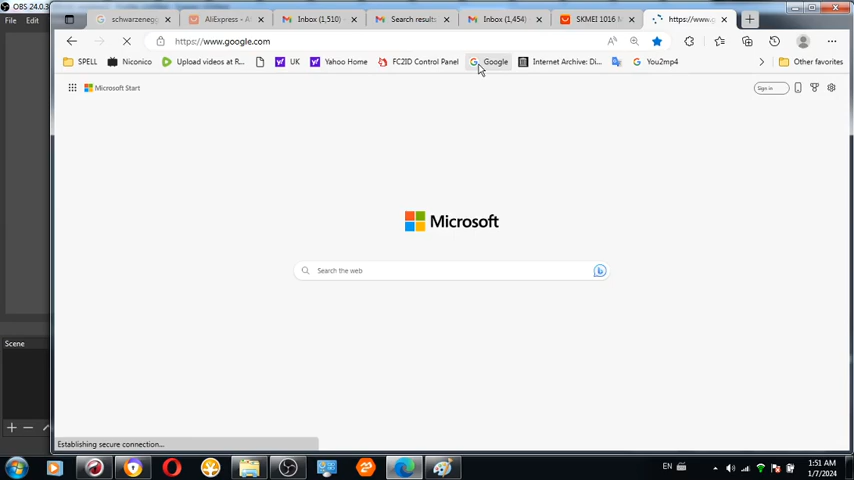 OBS 24.0.3
schwarzenegg
AliExpress - A
Inbox (1,510)
Search results
Inbox (1,454)
SKMEI 1016 M
https://www.g
File Edit
https://www.google.com
SPELL
Niconico
Upload videos at R...
UK
Yahoo Home
FC2ID Control Panel
Google
Internet Archive: Di...
You2mp4
Other favorites
Microsoft Start
Sign in
Microsoft
Search the web
Scene
Establishing secure connection...
EN
1:51 AM
1/7/2024